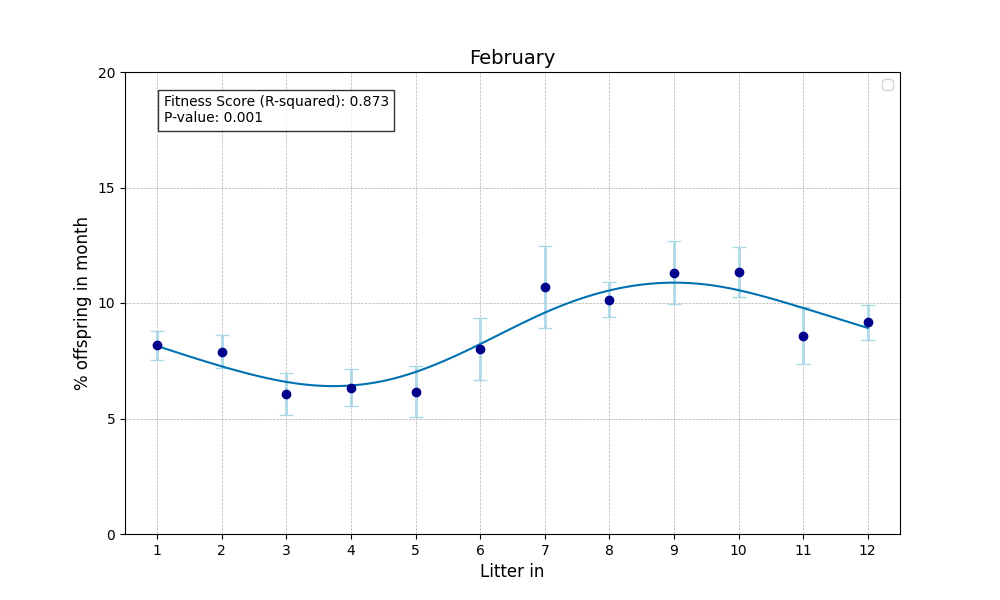 February
20
Fitness Score (R-squared): 0.873
P-value: 0.001
15
% offspring in month
10
5
0
1 2 3 4 5 6 7 8 9 10 11 12
Litter in